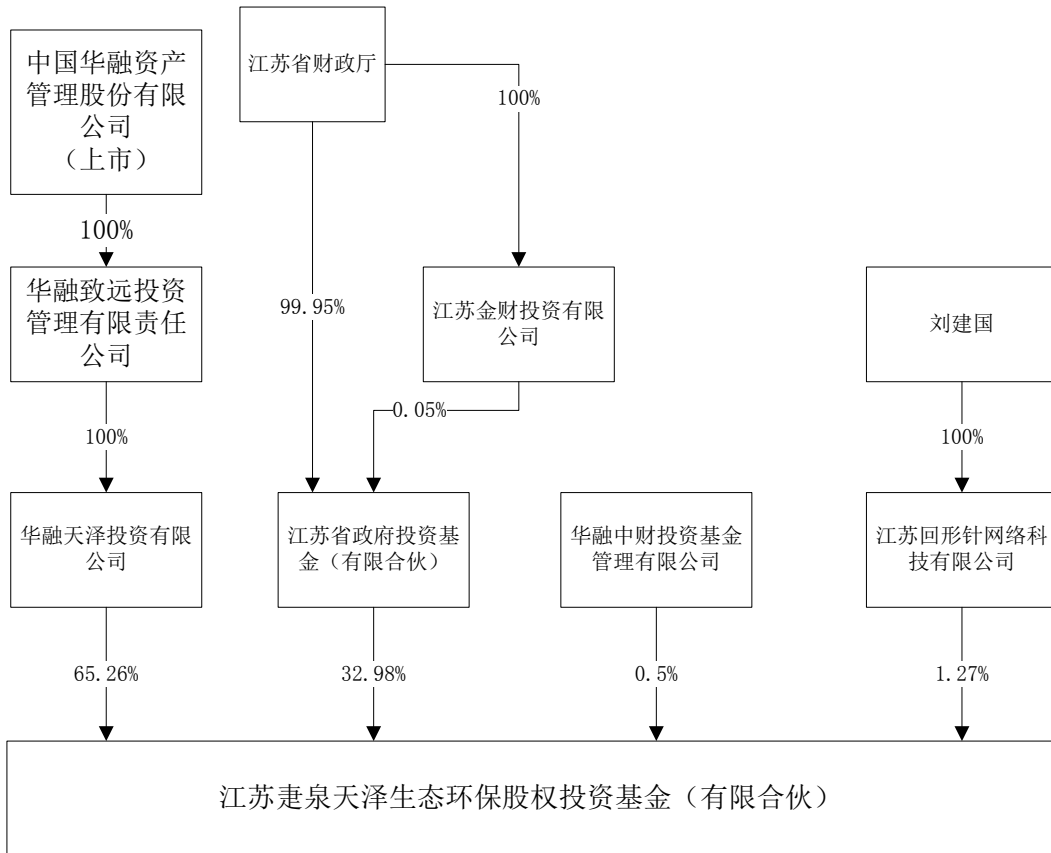 中国华融资产
管理股份有限
公司
（上市）
江苏省财政厅
100%
100%
华融致远投资
管理有限责任
公司
99.95%
江苏金财投资有限
公司
刘建国
0.05%
100%
100%
华融天泽投资有限
公司
江苏省政府投资基
金（有限合伙）
华融中财投资基金
管理有限公司
江苏回形针网络科
技有限公司
65.26%
32.98%
0.5%
1.27%
江苏疌泉天泽生态环保股权投资基金（有限合伙）